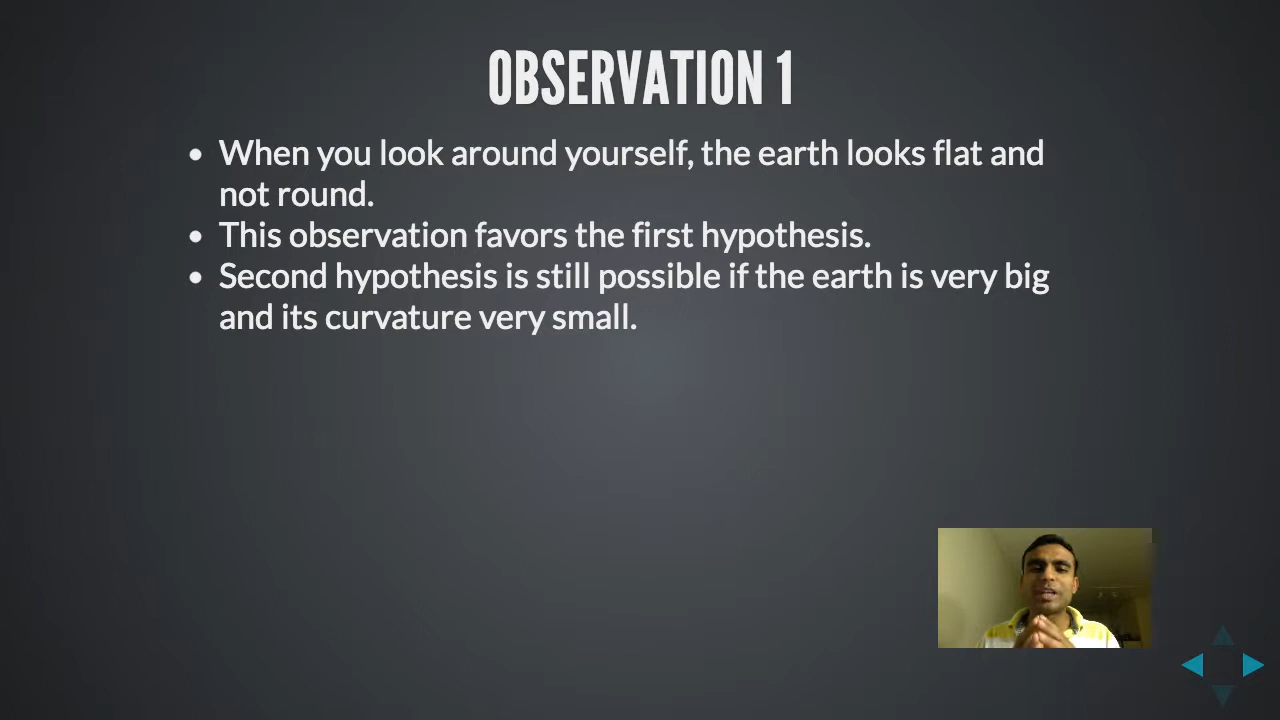 OBSERVATION 1
• When you look around yourself, the earth looks flat and
not round.
• This observation favors the first hypothesis.
• Second hypothesis is still possible if the earth is very big
and its curvature very small.